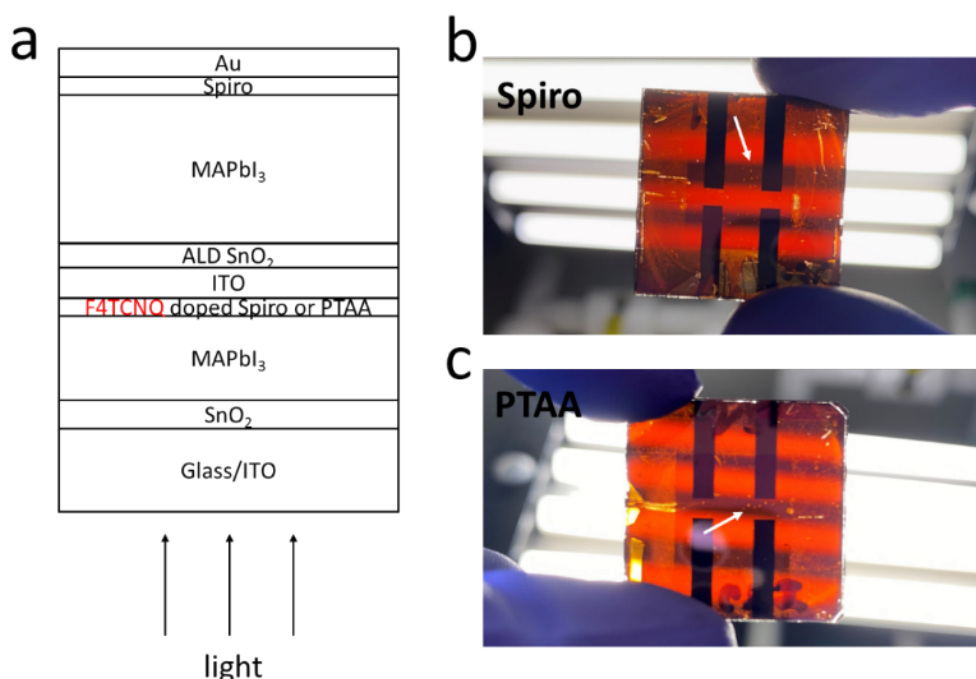 a
Au
Spiro
MAPbI₃
ALD SnO₂
ITO
F4TCNQ doped Spiro or PTAA
MAPbI₃
SnO₂
Glass/ITO
light
b
Spiro
c
PTAA